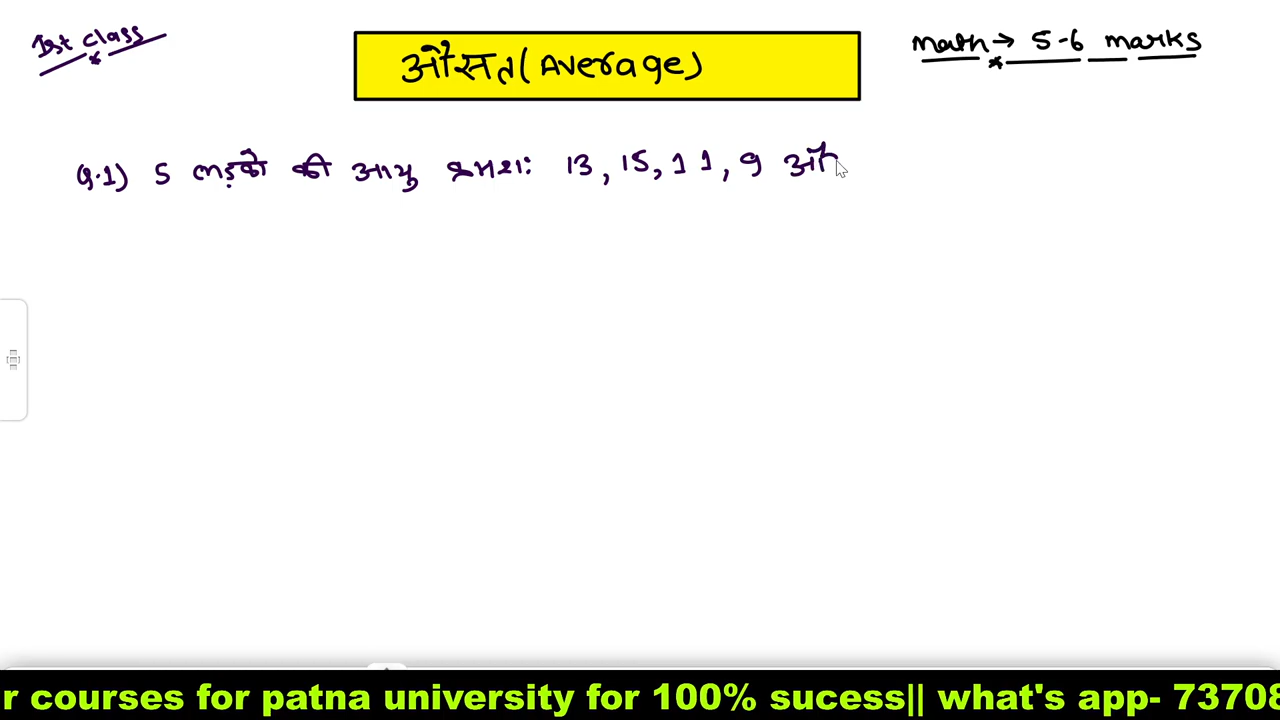 1st class
औसत (Average)
math → 5-6 marks
Q.1) 5 लड़को की आयु क्रमशः 13, 15, 11, 9 औ
r courses for patna university for 100% sucess|| what's app- 73708